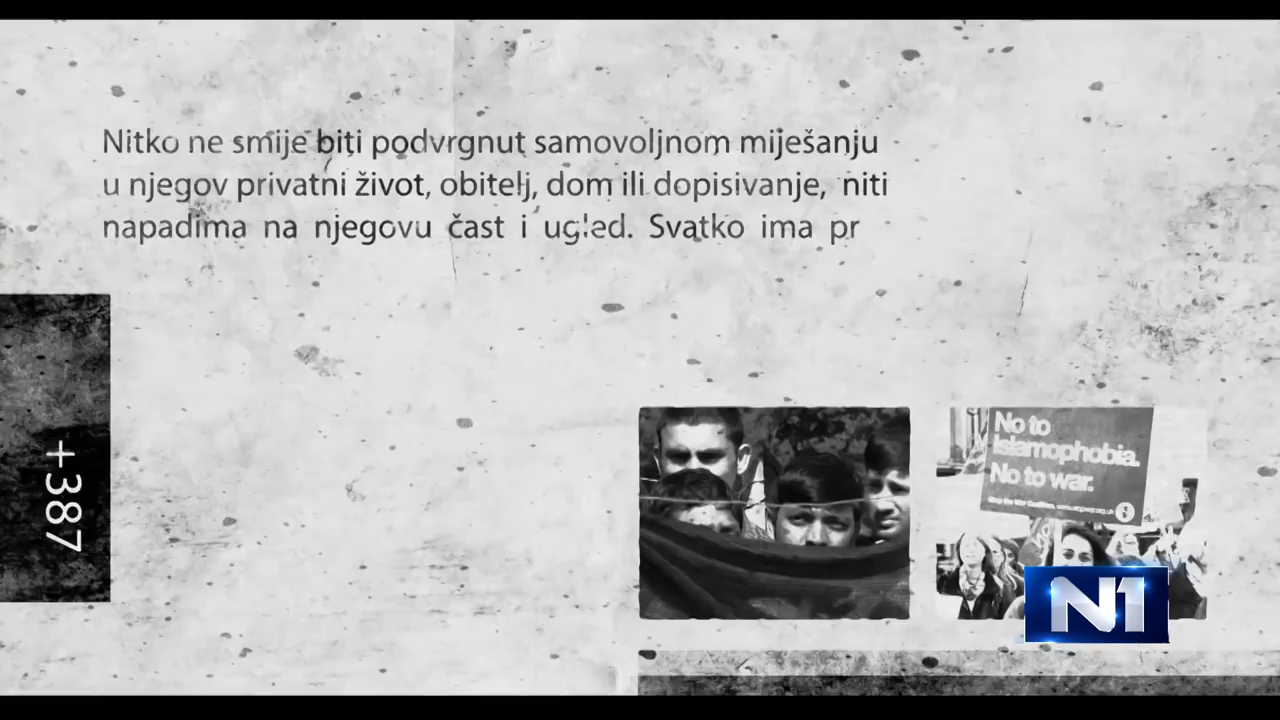 Nitko ne smije biti podvrgnut samovoljnom miješanju
u njegov privatni život, obitelj, dom ili dopisivanje, niti
napadima na njegovu čast i ugled. Svatko ima pr
+387
No to
Islamophobia.
No to war.
N1